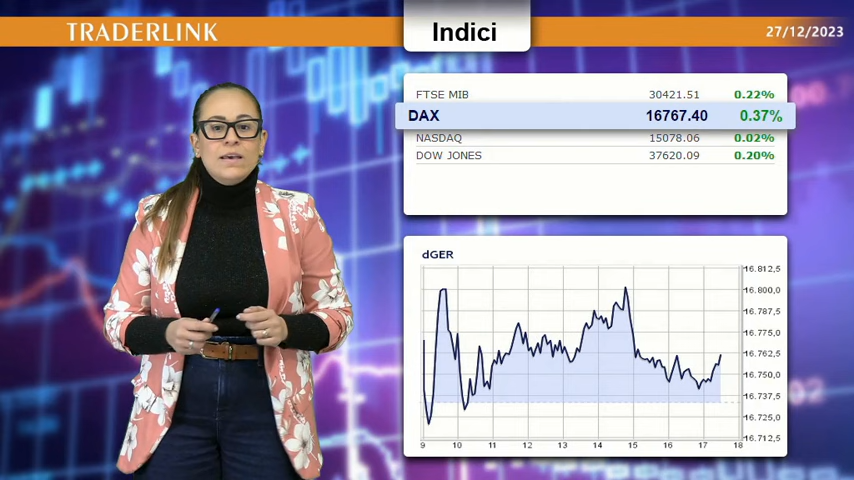 TRADERLINK
Indici
27/12/2023
FTSE MIB 30421.51 0.22%
DAX 16767.40 0.37%
NASDAQ 15078.06 0.02%
DOW JONES 37620.09 0.20%
dGER
16.812,5
16.800,0
16.787,5
16.775,0
16.762,5
16.750,0
16.737,5
16.725,0
16.712,5
9 10 11 12 13 14 15 16 17 18